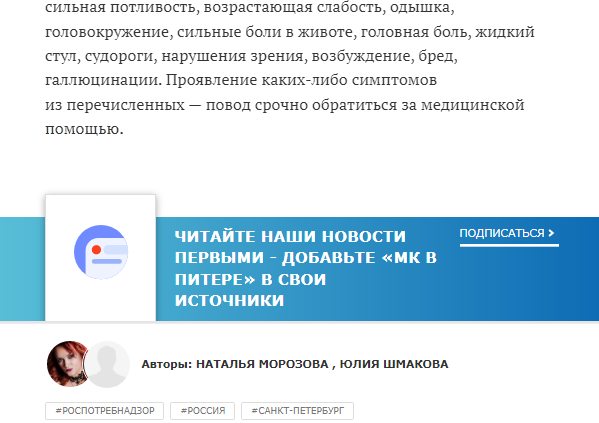 сильная потливость, возрастающая слабость, одышка,
головокружение, сильные боли в животе, головная боль, жидкий
стул, судороги, нарушения зрения, возбуждение, бред,
галлюцинации. Проявление каких-либо симптомов
из перечисленных — повод срочно обратиться за медицинской
помощью.
ЧИТАЙТЕ НАШИ НОВОСТИ
ПЕРВЫМИ - ДОБАВЬТЕ «МК В
ПИТЕРЕ» В СВОИ
ИСТОЧНИКИ
ПОДПИСАТЬСЯ
Авторы: НАТАЛЬЯ МОРОЗОВА , ЮЛИЯ ШМАКОВА
#РОСПОТРЕБНАДЗОР #РОССИЯ #САНКТ-ПЕТЕРБУРГ